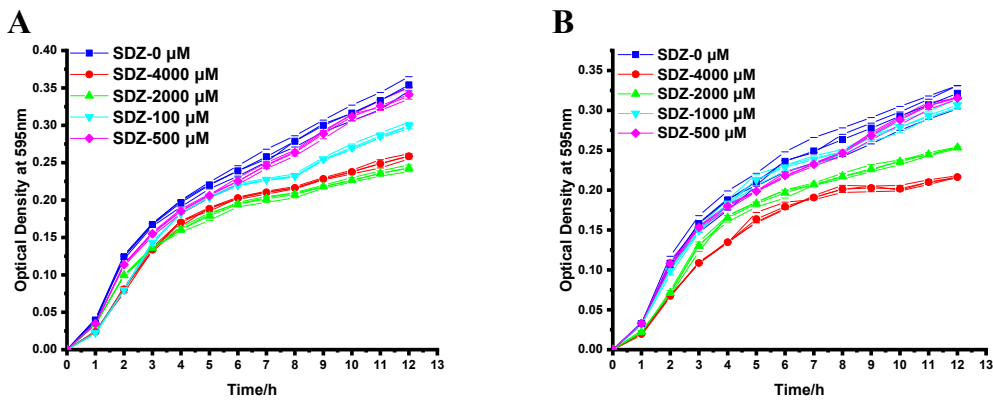 A
SDZ-0 µM
SDZ-4000 µM
SDZ-2000 µM
SDZ-100 µM
SDZ-500 µM
Optical Density at 595nm
0.40
0.35
0.30
0.25
0.20
0.15
0.10
0.05
0.00
0 1 2 3 4 5 6 7 8 9 10 11 12 13
Time/h
B
SDZ-0 µM
SDZ-4000 µM
SDZ-2000 µM
SDZ-1000 µM
SDZ-500 µM
Optical Density at 595nm
0.35
0.30
0.25
0.20
0.15
0.10
0.05
0.00
0 1 2 3 4 5 6 7 8 9 10 11 12 13
Time/h